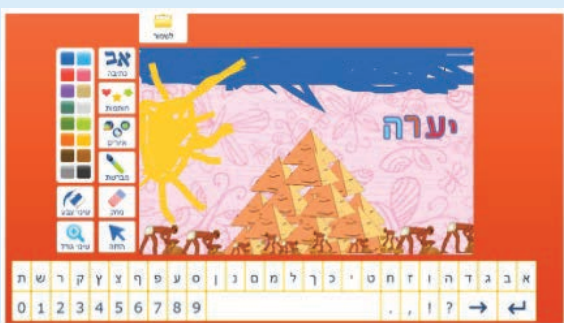 לשמור
אב
כתיבה
חותמות
איורים
מברשת
מחק
שינוי צבע
הזזה
שינוי גודל
יערה
א ב ג ד ה ו ז ח ט י כ ך ל מ ם נ ן ס ע פ ף צ ץ ק ר ש ת
0 1 2 3 4 5 6 7 8 9 . , ! ?